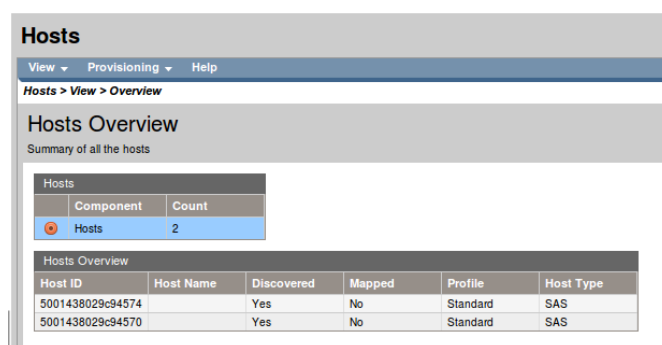 Hosts
View Provisioning Help
Hosts > View > Overview
Hosts Overview
Summary of all the hosts
Hosts
Component Count
Hosts 2
Hosts Overview
Host ID Host Name Discovered Mapped Profile Host Type
5001438029c94574 Yes No Standard SAS
5001438029c94570 Yes No Standard SAS